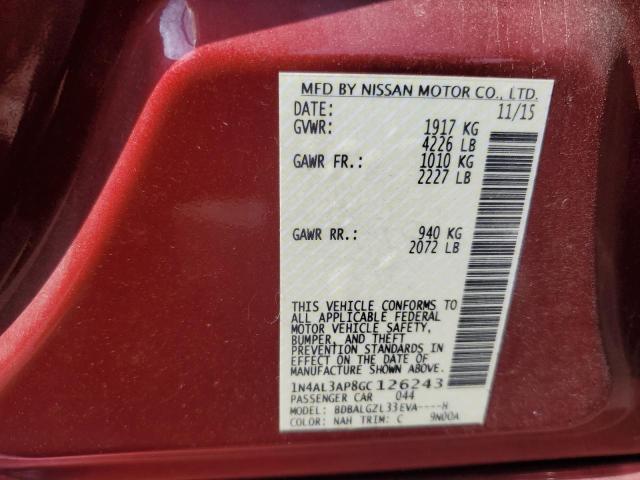 MFD BY NISSAN MOTOR CO., LTD.
DATE: 11/15
GVWR: 1917 KG
4226 LB
GAWR FR.: 1010 KG
2227 LB
GAWR RR.: 940 KG
2072 LB
THIS VEHICLE CONFORMS TO
ALL APPLICABLE FEDERAL
MOTOR VEHICLE SAFETY,
BUMPER, AND THEFT
PREVENTION STANDARDS IN
EFFECT ON THE DATE OF
MANUFACTURE SHOWN ABOVE.
1N4AL3AP8GC126243
PASSENGER CAR 044
MODEL: BDBALGZL33EVA----H
COLOR: NAH TRIM: C 9N00A